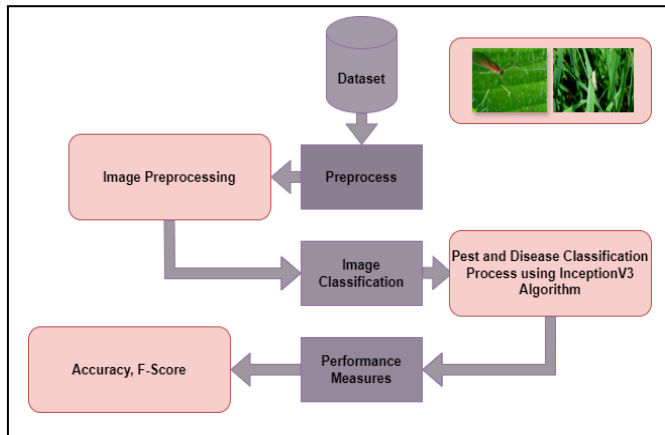 Dataset
Image Preprocessing
Preprocess
Image
Classification
Pest and Disease Classification
Process using InceptionV3
Algorithm
Accuracy, F-Score
Performance
Measures